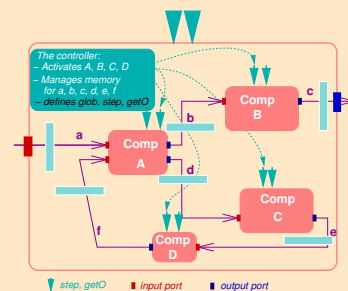 The controller:
– Activates A, B, C, D
– Manages memory
for a, b, c, d, e, f
– defines glob. step, getO
Comp
B
c
b
a
Comp
A
d
Comp
C
e
f
Comp
D
step, getO
input port
output port